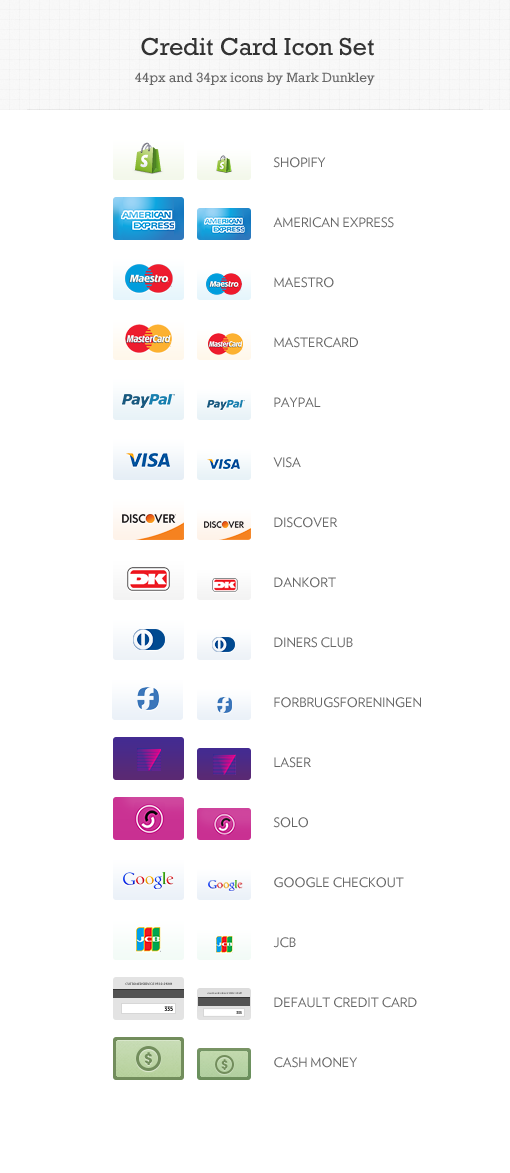 Credit Card Icon Set
44px and 34px icons by Mark Dunkley
S S SHOPIFY
AMERICAN EXPRESS AMERICAN EXPRESS AMERICAN EXPRESS
Maestro Maestro MAESTRO
MasterCard MasterCard MASTERCARD
PayPal PayPal PAYPAL
VISA VISA VISA
DISCOVER DISCOVER DISCOVER
DK DK DANKORT
DINERS CLUB
f f FORBRUGSFORENINGEN
LASER
S S SOLO
Google Google GOOGLE CHECKOUT
JCB JCB JCB
335 335 DEFAULT CREDIT CARD
$ $ CASH MONEY